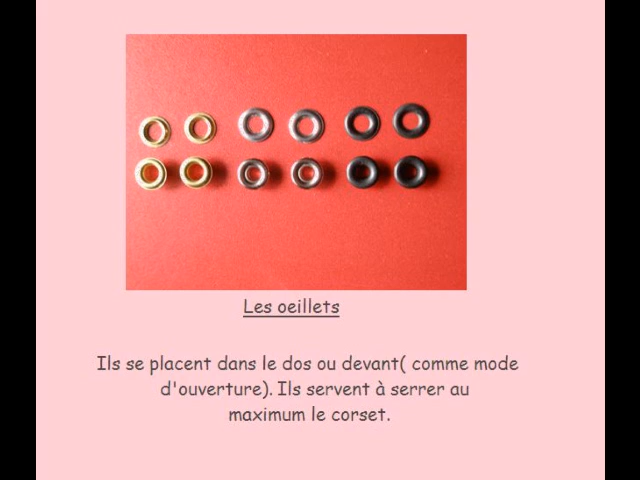 Les oeillets
Ils se placent dans le dos ou devant( comme mode
d'ouverture). Ils servent à serrer au
maximum le corset.